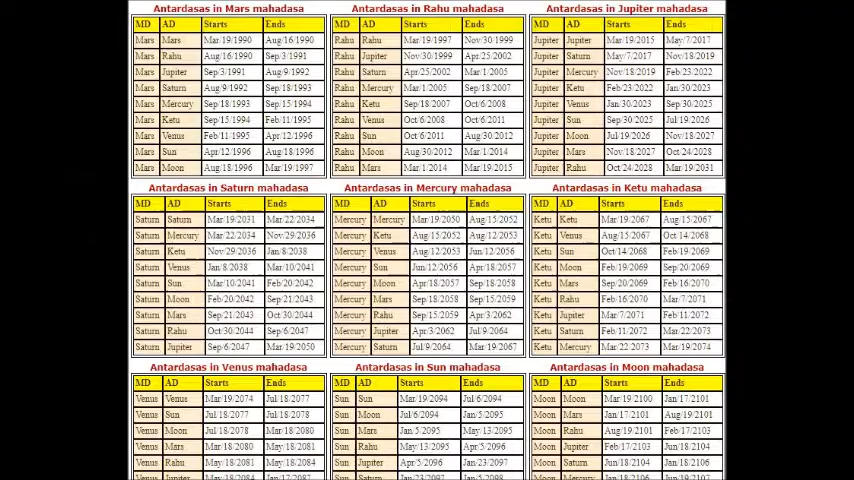 Antardasas in Mars mahadasa
MD AD Starts Ends
Mars Mars Mar/19/1990 Aug/16/1990
Mars Rahu Aug/16/1990 Sep/3/1991
Mars Jupiter Sep/3/1991 Aug/9/1992
Mars Saturn Aug/9/1992 Sep/18/1993
Mars Mercury Sep/18/1993 Sep/15/1994
Mars Ketu Sep/15/1994 Feb/11/1995
Mars Venus Feb/11/1995 Apr/12/1996
Mars Sun Apr/12/1996 Aug/18/1996
Mars Moon Aug/18/1996 Mar/19/1997
Antardasas in Rahu mahadasa
MD AD Starts Ends
Rahu Rahu Mar/19/1997 Nov/30/1999
Rahu Jupiter Nov/30/1999 Apr/25/2002
Rahu Saturn Apr/25/2002 Mar/1/2005
Rahu Mercury Mar/1/2005 Sep/18/2007
Rahu Ketu Sep/18/2007 Oct/6/2008
Rahu Venus Oct/6/2008 Oct/6/2011
Rahu Sun Oct/6/2011 Aug/30/2012
Rahu Moon Aug/30/2012 Mar/1/2014
Rahu Mars Mar/1/2014 Mar/19/2015
Antardasas in Jupiter mahadasa
MD AD Starts Ends
Jupiter Jupiter Mar/19/2015 May/7/2017
Jupiter Saturn May/7/2017 Nov/18/2019
Jupiter Mercury Nov/18/2019 Feb/23/2022
Jupiter Ketu Feb/23/2022 Jan/30/2023
Jupiter Venus Jan/30/2023 Sep/30/2025
Jupiter Sun Sep/30/2025 Jul/19/2026
Jupiter Moon Jul/19/2026 Nov/18/2027
Jupiter Mars Nov/18/2027 Oct/24/2028
Jupiter Rahu Oct/24/2028 Mar/19/2031
Antardasas in Saturn mahadasa
MD AD Starts Ends
Saturn Saturn Mar/19/2031 Mar/22/2034
Saturn Mercury Mar/22/2034 Nov/29/2036
Saturn Ketu Nov/29/2036 Jan/8/2038
Saturn Venus Jan/8/2038 Mar/10/2041
Saturn Sun Mar/10/2041 Feb/20/2042
Saturn Moon Feb/20/2042 Sep/21/2043
Saturn Mars Sep/21/2043 Oct/30/2044
Saturn Rahu Oct/30/2044 Sep/6/2047
Saturn Jupiter Sep/6/2047 Mar/19/2050
Antardasas in Mercury mahadasa
MD AD Starts Ends
Mercury Mercury Mar/19/2050 Aug/15/2052
Mercury Ketu Aug/15/2052 Aug/12/2053
Mercury Venus Aug/12/2053 Jun/12/2056
Mercury Sun Jun/12/2056 Apr/18/2057
Mercury Moon Apr/18/2057 Sep/18/2058
Mercury Mars Sep/18/2058 Sep/15/2059
Mercury Rahu Sep/15/2059 Apr/3/2062
Mercury Jupiter Apr/3/2062 Jul/9/2064
Mercury Saturn Jul/9/2064 Mar/19/2067
Antardasas in Ketu mahadasa
MD AD Starts Ends
Ketu Ketu Mar/19/2067 Aug/15/2067
Ketu Venus Aug/15/2067 Oct/14/2068
Ketu Sun Oct/14/2068 Feb/19/2069
Ketu Moon Feb/19/2069 Sep/20/2069
Ketu Mars Sep/20/2069 Feb/16/2070
Ketu Rahu Feb/16/2070 Mar/7/2071
Ketu Jupiter Mar/7/2071 Feb/11/2072
Ketu Saturn Feb/11/2072 Mar/22/2073
Ketu Mercury Mar/22/2073 Mar/19/2074
Antardasas in Venus mahadasa
MD AD Starts Ends
Venus Venus Mar/19/2074 Jul/18/2077
Venus Sun Jul/18/2077 Jul/18/2078
Venus Moon Jul/18/2078 Mar/18/2080
Venus Mars Mar/18/2080 May/18/2081
Venus Rahu May/18/2081 May/18/2084
Venus Jupiter May/18/2084 Jan/17/2087
Antardasas in Sun mahadasa
MD AD Starts Ends
Sun Sun Mar/19/2094 Jul/6/2094
Sun Moon Jul/6/2094 Jan/5/2095
Sun Mars Jan/5/2095 May/13/2095
Sun Rahu May/13/2095 Apr/5/2096
Sun Jupiter Apr/5/2096 Jan/23/2097
Sun Saturn Jan/23/2097 Jan/5/2098
Antardasas in Moon mahadasa
MD AD Starts Ends
Moon Moon Mar/19/2100 Jan/17/2101
Moon Mars Jan/17/2101 Aug/19/2101
Moon Rahu Aug/19/2101 Feb/17/2103
Moon Jupiter Feb/17/2103 Jun/18/2104
Moon Saturn Jun/18/2104 Jan/18/2106
Moon Mercury Jan/18/2106 Jun/19/2107